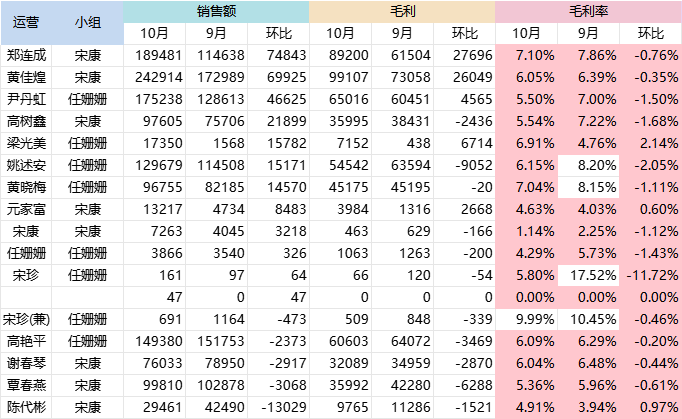 运营 小组 销售额 毛利 毛利率
10月 9月 环比 10月 9月 环比 10月 9月 环比
郑连成 宋康 189481 114638 74843 89200 61504 27696 7.10% 7.86% -0.76%
黄佳煌 宋康 242914 172989 69925 99107 73058 26049 6.05% 6.39% -0.35%
尹丹虹 任姗姗 175238 128613 46625 65016 60451 4565 5.50% 7.00% -1.50%
高树鑫 宋康 97605 75706 21899 35995 38431 -2436 5.54% 7.22% -1.68%
梁光美 任姗姗 17350 1568 15782 7152 438 6714 6.91% 4.76% 2.14%
姚述安 任姗姗 129679 114508 15171 54542 63594 -9052 6.15% 8.20% -2.05%
黄晓梅 任姗姗 96755 82185 14570 45175 45195 -20 7.04% 8.15% -1.11%
元家富 宋康 13217 4734 8483 3984 1316 2668 4.63% 4.03% 0.60%
宋康 宋康 7263 4045 3218 463 629 -166 1.14% 2.25% -1.12%
任姗姗 任姗姗 3866 3540 326 1063 1263 -200 4.29% 5.73% -1.43%
宋珍 任姗姗 161 97 64 66 120 -54 5.80% 17.52% -11.72%
47 0 47 0 0 0 0.00% 0.00% 0.00%
宋珍(兼) 任姗姗 691 1164 -473 509 848 -339 9.99% 10.45% -0.46%
高艳平 任姗姗 149380 151753 -2373 60603 64072 -3469 6.09% 6.29% -0.20%
谢春琴 宋康 76033 78950 -2917 32089 34959 -2870 6.04% 6.48% -0.44%
覃春燕 宋康 99810 102878 -3068 35992 42280 -6288 5.36% 5.96% -0.61%
陈代彬 宋康 29461 42490 -13029 9765 11286 -1521 4.91% 3.94% 0.97%